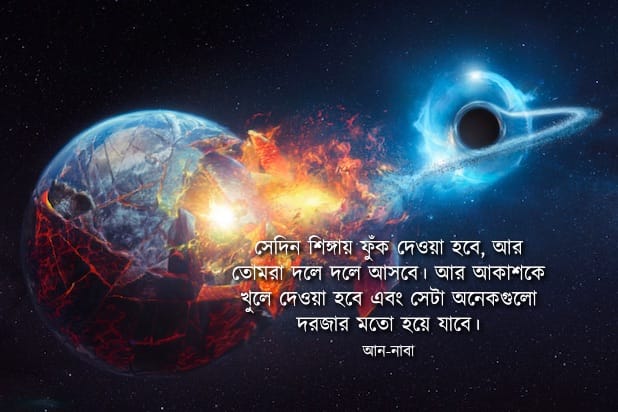 সেদিন শিঙ্গায় ফুঁক দেওয়া হবে, আর
তোমরা দলে দলে আসবে। আর আকাশকে
খুলে দেওয়া হবে এবং সেটা অনেকগুলো
দরজার মতো হয়ে যাবে।
আন-নাবা